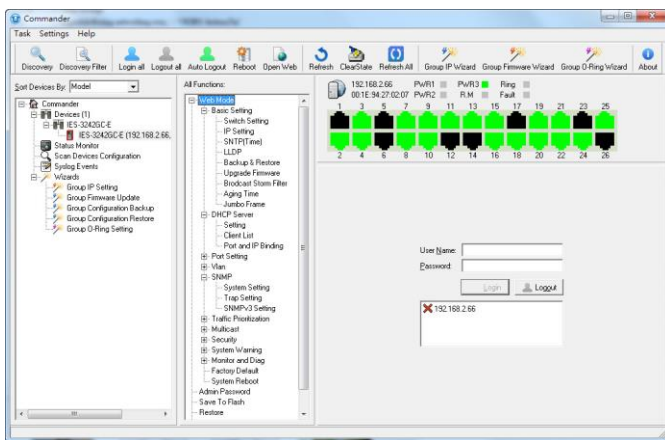 Commander
Task Settings Help
Discovery Discovery Filter Login all Logout all Auto Logout Reboot Open Web Refresh ClearState Refresh All Group IP Wizard Group Firmware Wizard Group O-Ring Wizard About
Sort Devices By: Model
Commander
Devices (1)
IES-3242GC-E
IES-3242GC-E (192.168.2.66,
Status Monitor
Scan Devices Configuration
Syslog Events
Wizards
Group IP Setting
Group Firmware Update
Group Configuration Backup
Group Configuration Restore
Group O-Ring Setting
All Functions:
Web Mode
Basic Setting
Switch Setting
IP Setting
SNTP(Time)
LLDP
Backup & Restore
Upgrade Firmware
Brodcast Storm Filter
Aging Time
Jumbo Frame
DHCP Server
Setting
Client List
Port and IP Binding
Port Setting
Vlan
SNMP
System Setting
Trap Setting
SNMPv3 Setting
Traffic Prioritization
Multicast
Security
System Warning
Monitor and Diag
Factory Default
System Reboot
Admin Password
Save To Flash
Restore
192.168.2.66 PWR1 PWR3 Ring
00:1E:94:27:02:07 PWR2 R.M Fault
1 3 5 7 9 11 13 15 17 19 21 23 25
2 4 6 8 10 12 14 16 18 20 22 24 26
User Name:
Password:
Login Logout
192.168.2.66